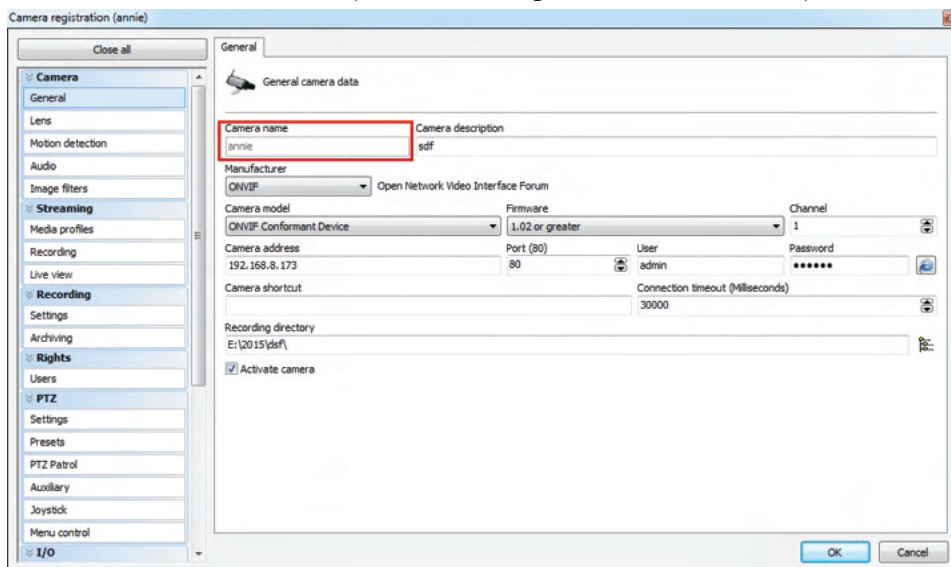 Camera registration (annie)
Close all
Camera
General
Lens
Motion detection
Audio
Image filters
Streaming
Media profiles
Recording
Live view
Recording
Settings
Archiving
Rights
Users
PTZ
Settings
Presets
PTZ Patrol
Auxiliary
Joystick
Menu control
I/O
General
General camera data
Camera name Camera description
annie sdf
Manufacturer
ONVIF Open Network Video Interface Forum
Camera model Firmware Channel
ONVIF Conformant Device 1.02 or greater 1
Camera address Port (80) User Password
192.168.8.173 80 admin ••••••
Camera shortcut Connection timeout (Milliseconds)
30000
Recording directory
E:\2015\dsf\
Activate camera
OK Cancel